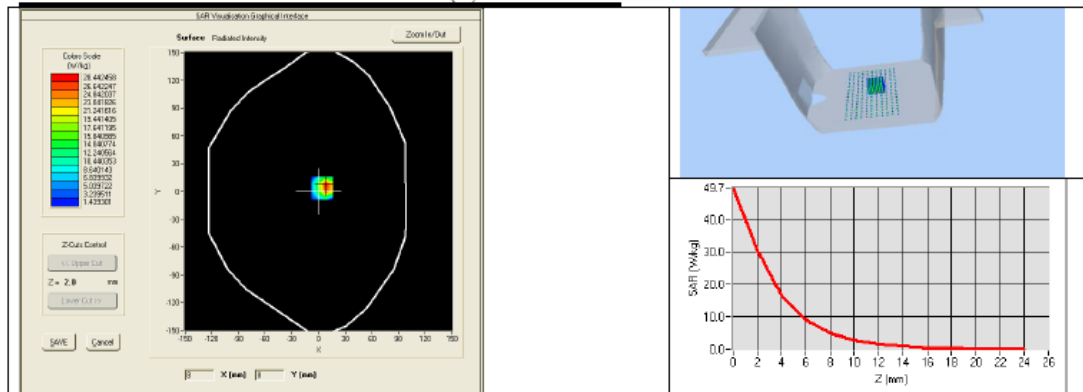 SAR Visualisation Graphical Interface
Surface Radiated Intensity
Zoom In/Out
Colors Scale
(W/kg)
28.442458
26.642247
24.842037
21.241616
19.441405
17.641195
15.840985
14.040774
12.240564
10.440353
8.640143
6.839932
5.039722
3.239511
1.439301
150
120
90
60
30
0
-30
-60
-90
-120
-150
Y
-150 -120 -90 -60 -30 0 30 60 90 120 150
X
Z-Cuts Control
<< Upper Cut
Z = 2.0 mm
Lower Cut >>
SAVE Cancel
8 X (mm) Y (mm)
49.7
40.0
30.0
20.0
10.0
0.0
SAR (W/kg)
0 2 4 6 8 10 12 14 16 18 20 22 24 26
Z (mm)